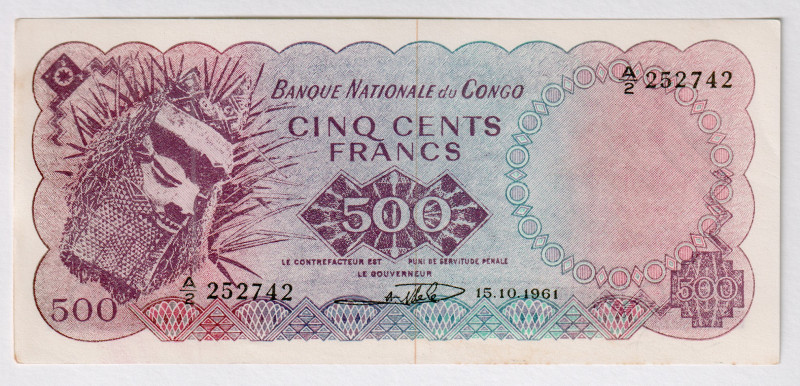 A/2 252742
BANQUE NATIONALE du CONGO
CINQ CENTS
FRANCS
500
LE CONTREFACTEUR EST PUNI DE SERVITUDE PENALE
LE GOUVERNEUR
A/2 252742
15.10.1961
500
500